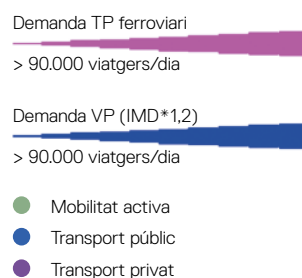 Demanda TP ferroviari
> 90.000 viatgers/dia
Demanda VP (IMD*1,2)
> 90.000 viatgers/dia
Mobilitat activa
Transport públic
Transport privat